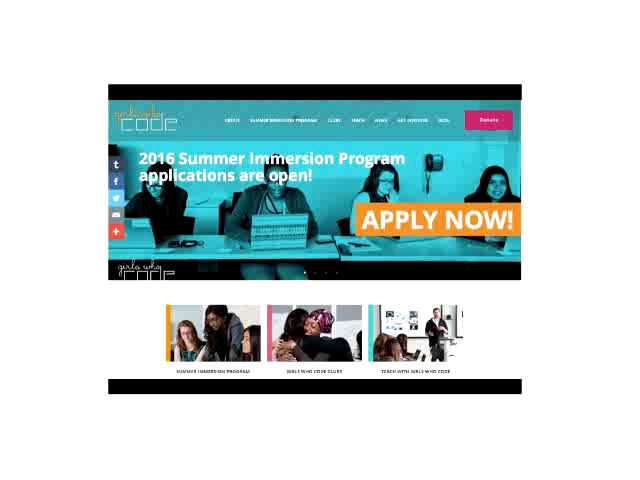 girls who
CODE
ABOUT SUMMER IMMERSION PROGRAM CLUBS TEACH NEWS GET INVOLVED BLOG Donate
2016 Summer Immersion Program
applications are open!
APPLY NOW!
girls who
CODE
SUMMER IMMERSION PROGRAM GIRLS WHO CODE CLUBS TEACH WITH GIRLS WHO CODE